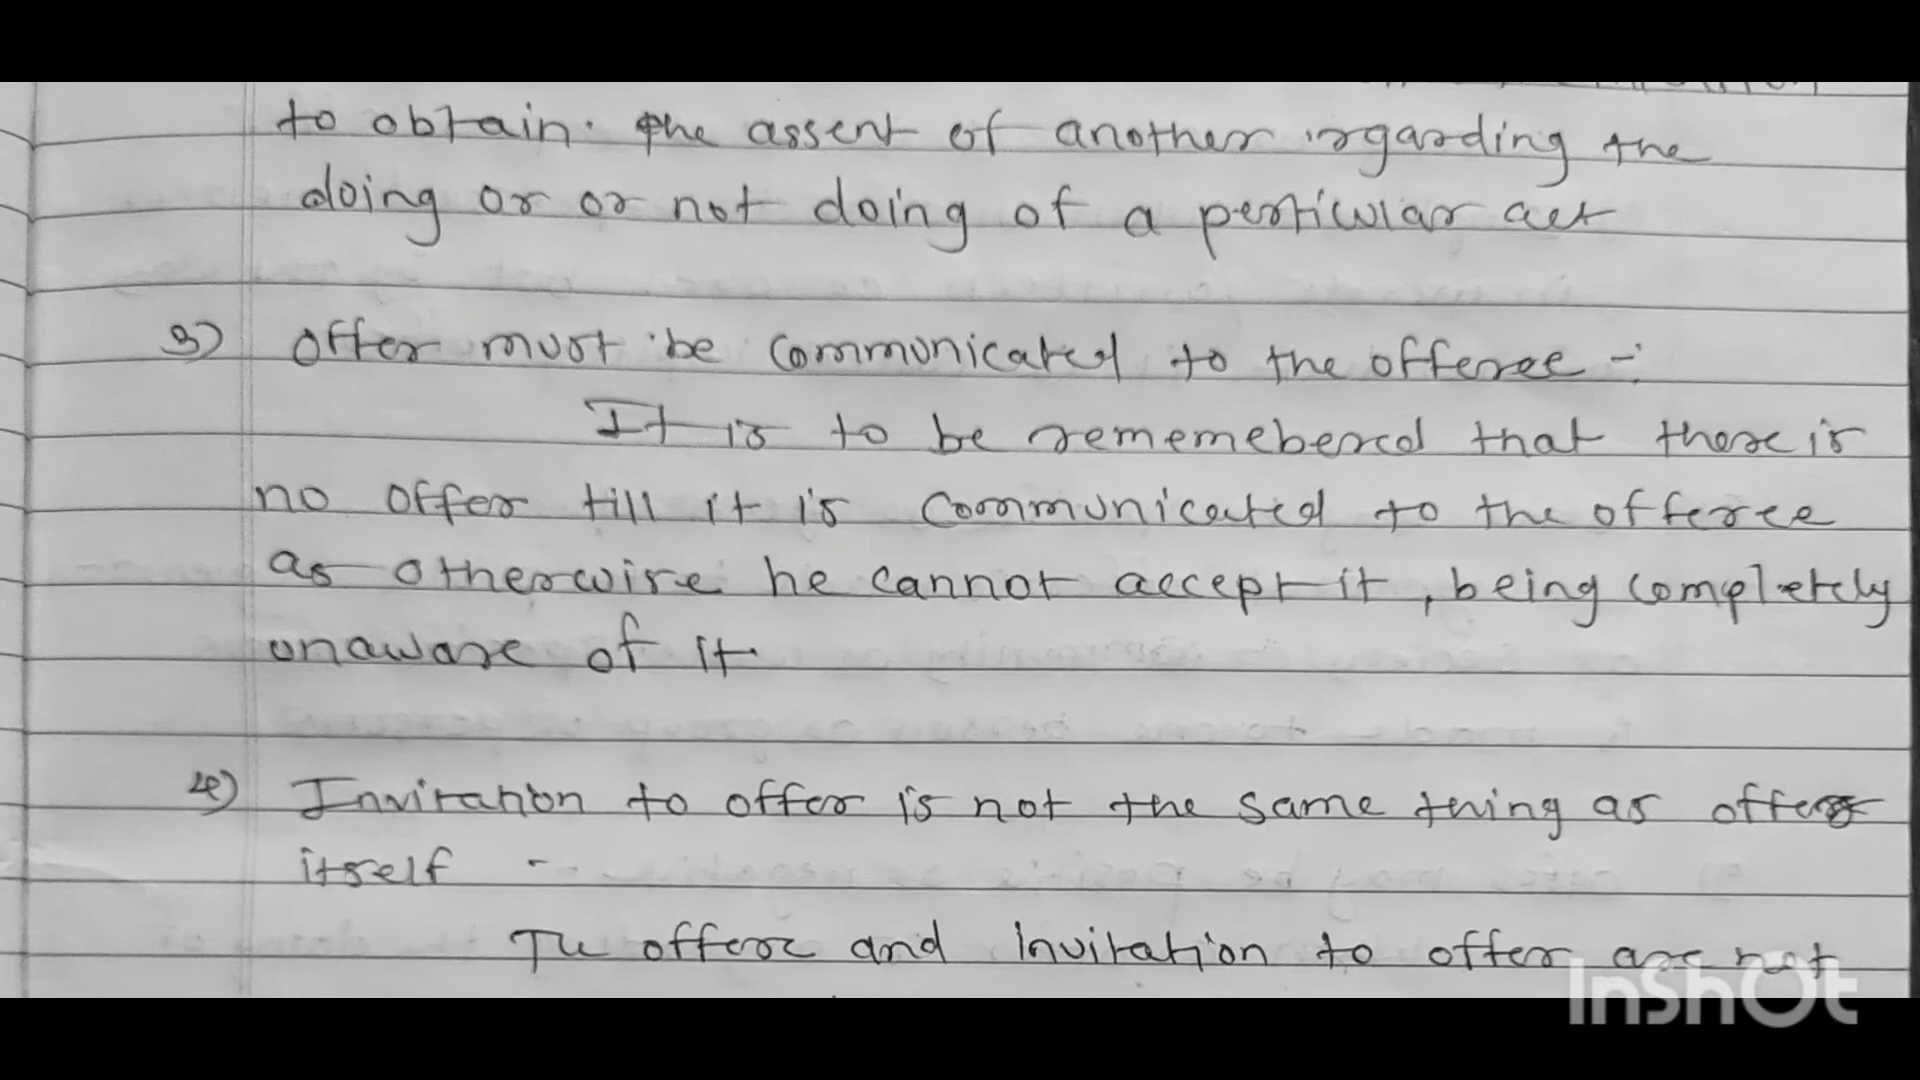 to obtain. the assent of another rgarding the
doing or or not doing of a perticular act
3) Offer must be communicated to the offeree -:
It is to be rememebered that there is
no offer till it is communicated to the offeree
as otherwise he cannot accept it, being completely
unaware of it.
4) Invitation to offer is not the same thing as offer
itself -
The offere and invitation to offer are not
InShOt